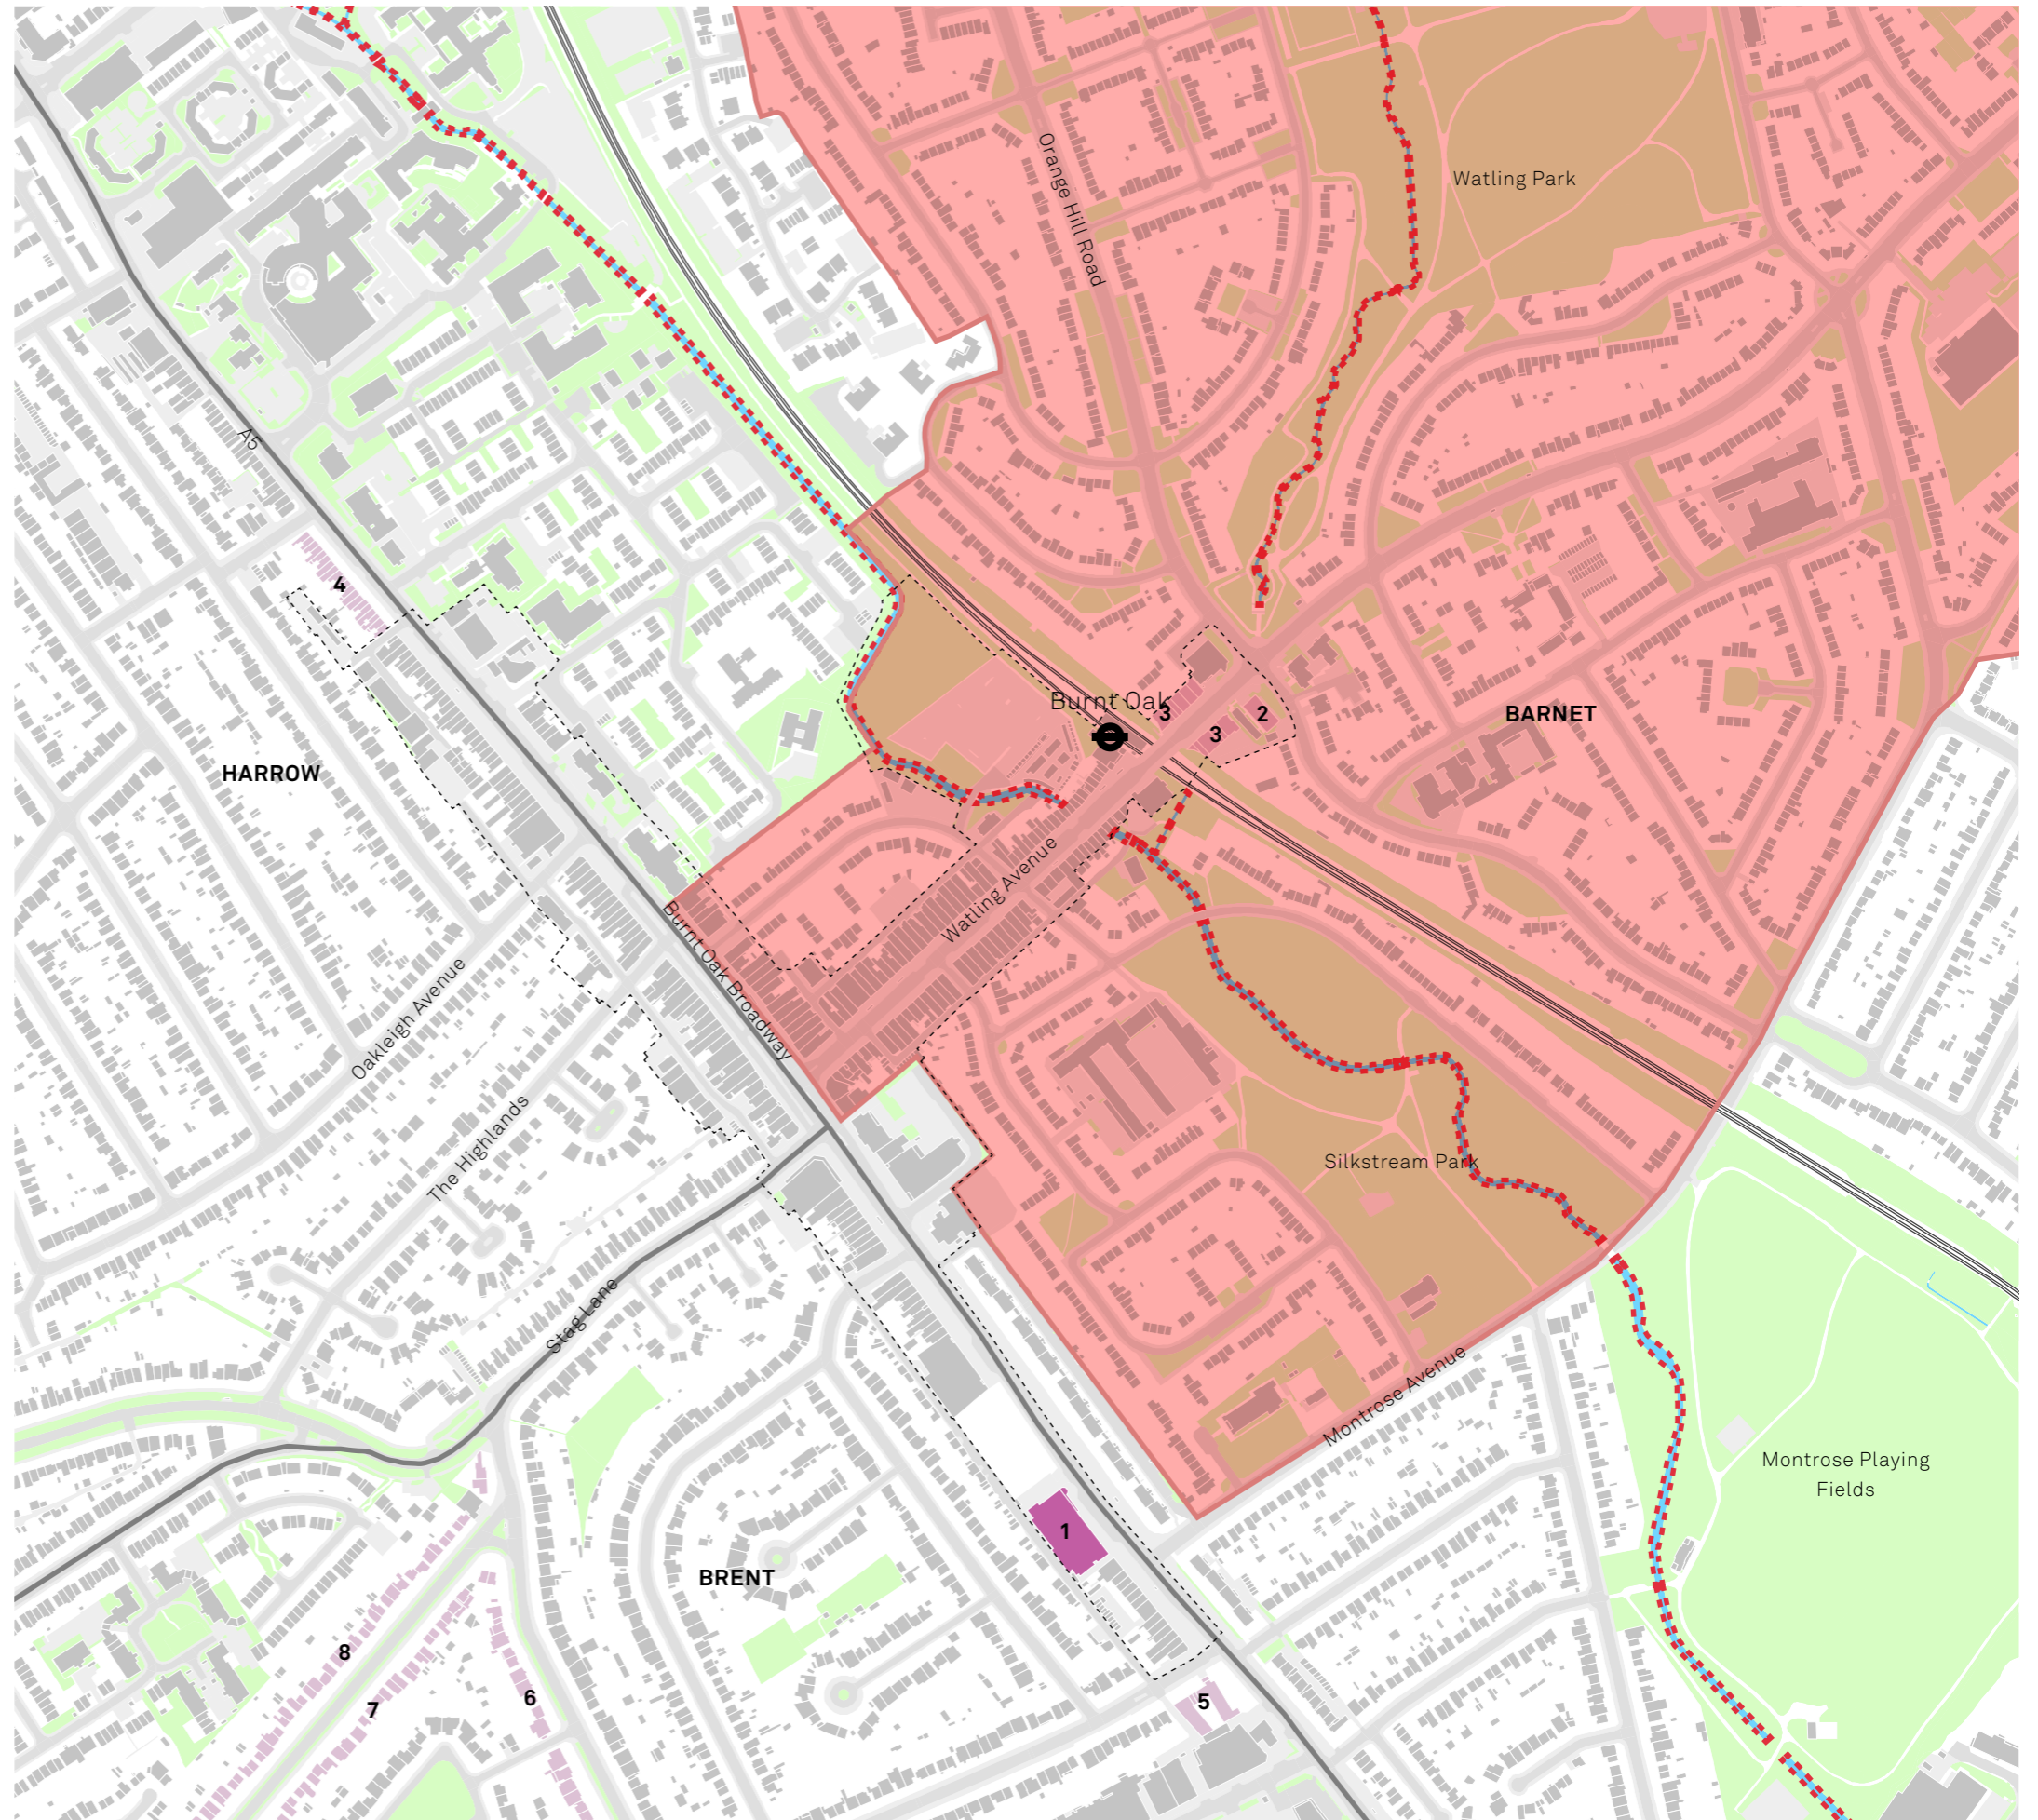 Watling Park
Orange Hill Road
A5
4
Burnt Oak
3
2
3
BARNET
HARROW
Watling Avenue
Burnt Oak Broadway
Oakleigh Avenue
The Highlands
Silkstream Park
Stag Lane
Montrose Avenue
Montrose Playing
Fields
1
BRENT
8
7
6
5